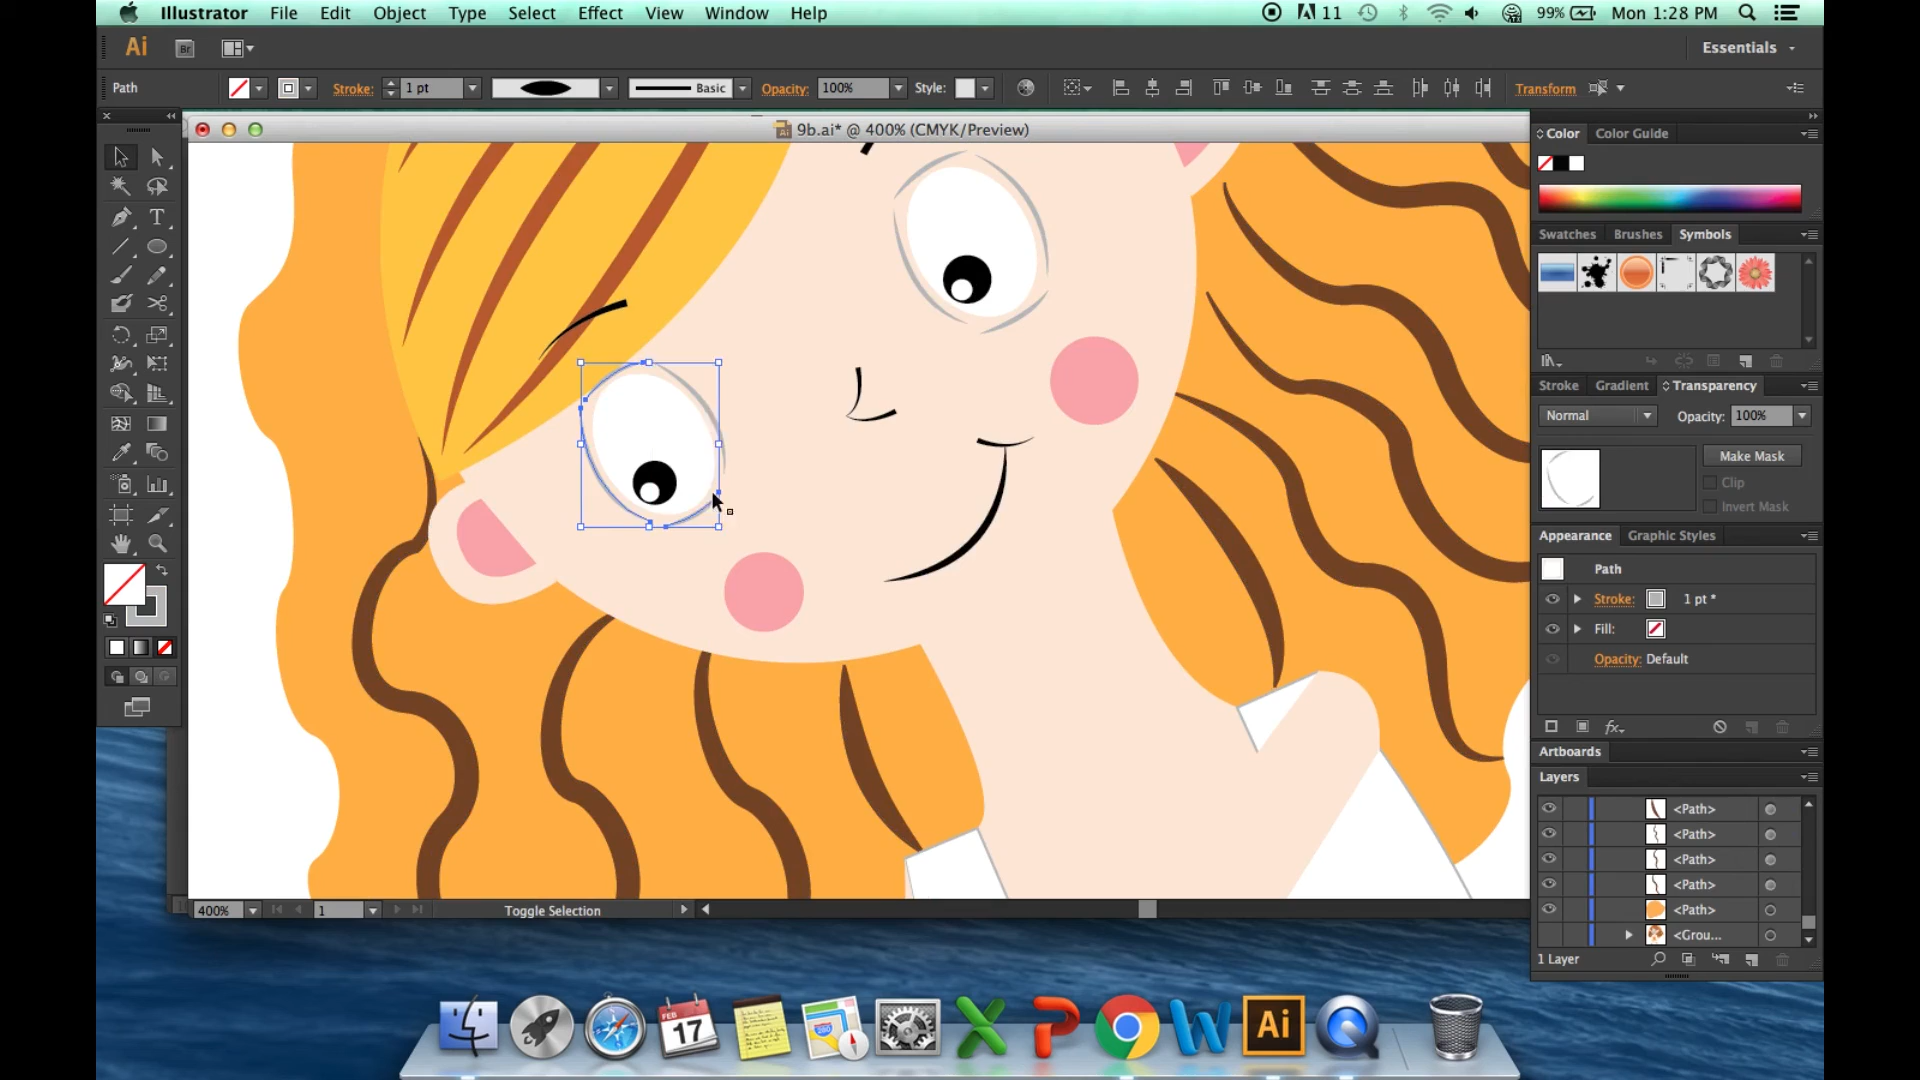 Illustrator File Edit Object Type Select Effect View Window Help 11 99% Mon 1:28 PM
Ai Br Essentials
Path Stroke: 1 pt Basic Opacity: 100% Style: Transform
9b.ai* @ 400% (CMYK/Preview)
Color Color Guide
Swatches Brushes Symbols
Stroke Gradient Transparency
Normal Opacity: 100%
Make Mask
Clip
Invert Mask
Appearance Graphic Styles
Path
Stroke: 1 pt *
Fill:
Opacity: Default
Artboards
Layers
<Path>
<Path>
<Path>
<Path>
<Path>
<Grou...
1 Layer
400% 1 Toggle Selection
FEB
17
Ai